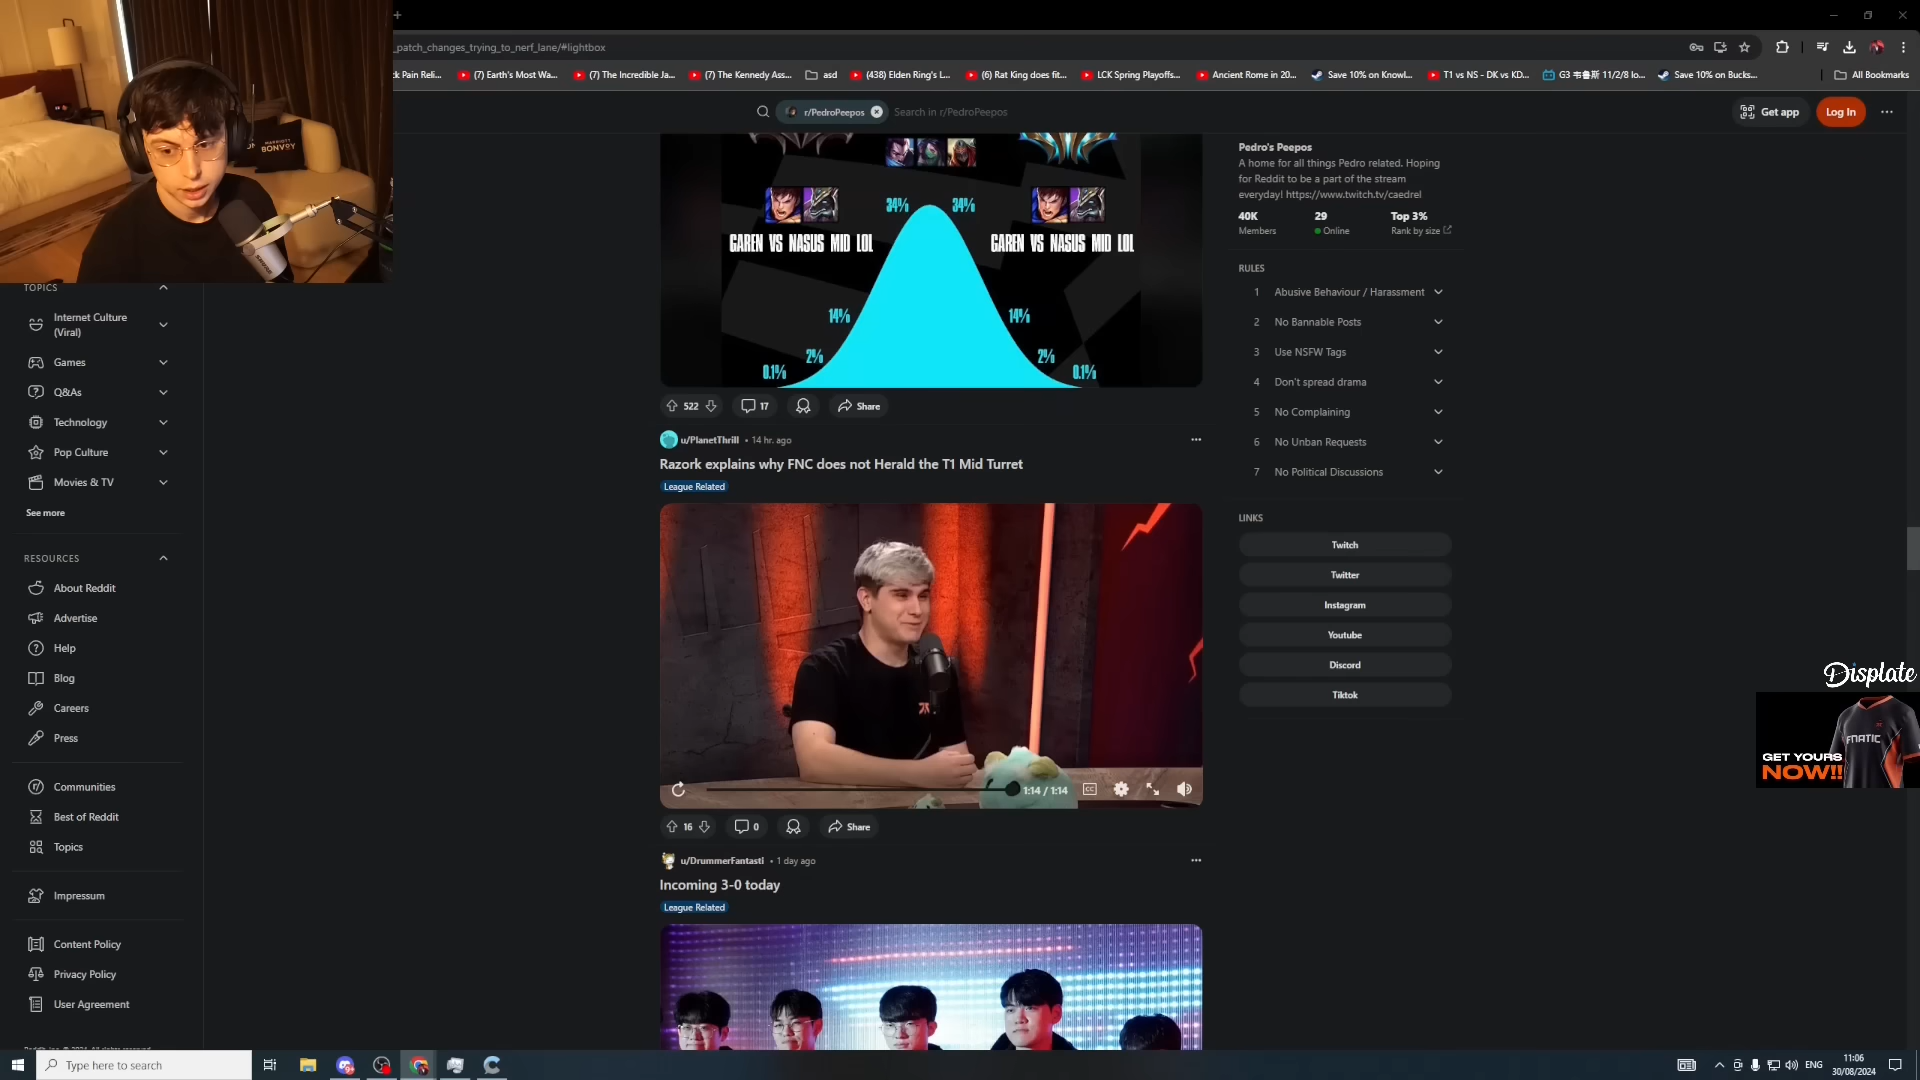 _patch_changes_trying_to_nerf_lane/#lightbox
ck Pain Reli...
(7) Earth's Most Wa...
(7) The Incredible Ja...
(7) The Kennedy Ass...
asd
(438) Elden Ring's L...
(6) Rat King does fit...
LCK Spring Playoffs...
Ancient Rome in 20...
Save 10% on Knowl...
T1 vs NS - DK vs KD...
G3 韦鲁斯 11/2/8 lo...
Save 10% on Bucks...
All Bookmarks
r/PedroPeepos
Search in r/PedroPeepos
Get app
Log In
MARRIOTT
BONVOY
TOPICS
Internet Culture
(Viral)
Games
Q&As
Technology
Pop Culture
Movies & TV
See more
RESOURCES
About Reddit
Advertise
Help
Blog
Careers
Press
Communities
Best of Reddit
Topics
Impressum
Content Policy
Privacy Policy
User Agreement
34% 34%
GAREN VS NASUS MID LOL
GAREN VS NASUS MID LOL
14% 14%
2% 2%
0.1% 0.1%
522
17
Share
u/PlanetThrill • 14 hr. ago
Razork explains why FNC does not Herald the T1 Mid Turret
League Related
1:14 / 1:14
CC
16
0
Share
u/DrummerFantasti • 1 day ago
Incoming 3-0 today
League Related
Pedro's Peepos
A home for all things Pedro related. Hoping
for Reddit to be a part of the stream
everyday! https://www.twitch.tv/caedrel
40K
Members
29
Online
Top 3%
Rank by size
RULES
1 Abusive Behaviour / Harassment
2 No Bannable Posts
3 Use NSFW Tags
4 Don't spread drama
5 No Complaining
6 No Unban Requests
7 No Political Discussions
LINKS
Twitch
Twitter
Instagram
Youtube
Discord
Tiktok
Displate
FNATIC
GET YOURS
NOW!!
Type here to search
ENG
11:06
30/08/2024